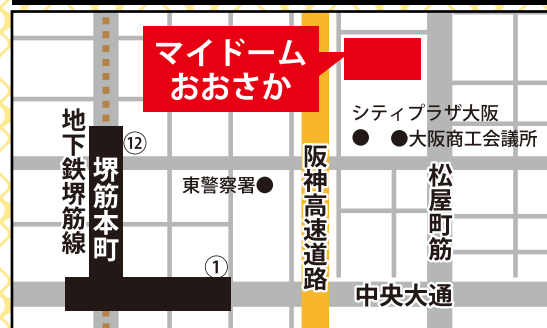 マイドーム
おおさか
シティプラザ大阪
大阪商工会議所
地下鉄堺筋線
⑫
堺筋本町
東警察署
阪神高速道路
松屋町筋
①
中央大通